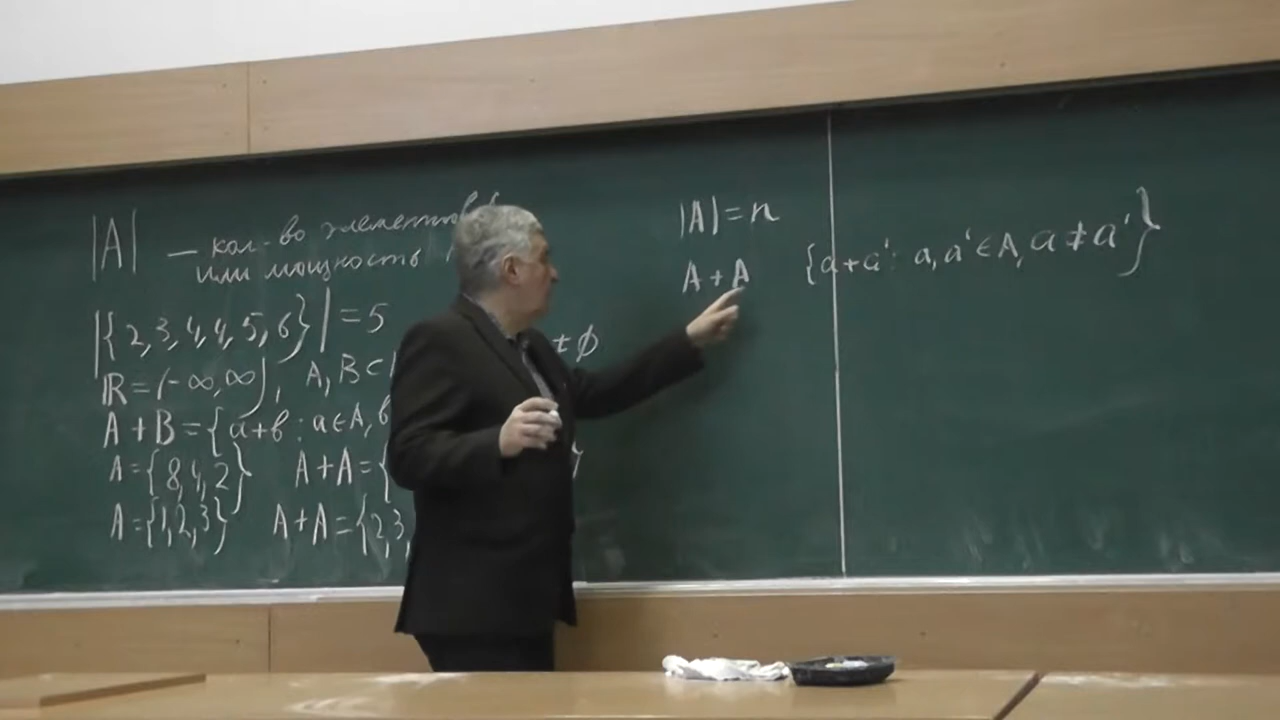 |A| – кол-во элементов
или мощность
|{2,3,4,4,5,6}| = 5
≠ ∅
ℝ = (-∞,∞), A, B ⊂
A + B = {a+b : a∈A, b
A = {8,4,2} A+A = {
A = {1,2,3} A+A = {2,3,
|A| = n
A + A {a+a' : a,a' ∈ A, a ≠ a'}